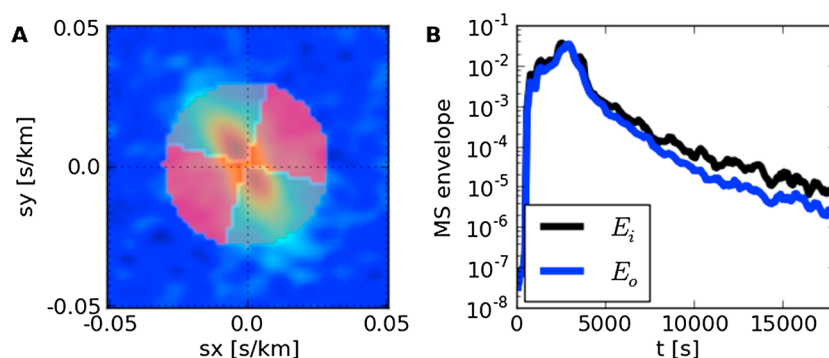 A
0.05
0.0
-0.05
sy [s/km]
-0.05
0.0
0.05
sx [s/km]
B
10-1
10-2
10-3
10-4
10-5
10-6
10-7
10-8
MS envelope
Ei
Eo
0
5000
10000
15000
t [s]